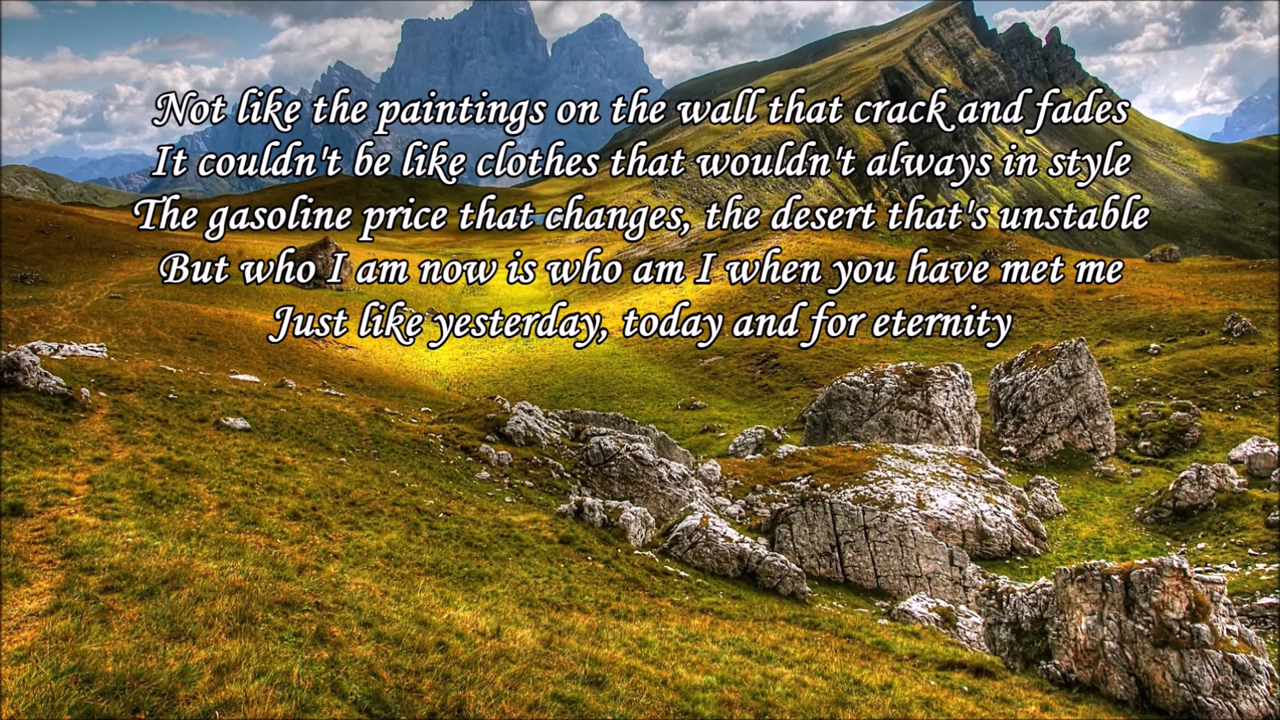 Not like the paintings on the wall that crack and fades
It couldn't be like clothes that wouldn't always in style
The gasoline price that changes, the desert that's unstable
But who I am now is who am I when you have met me
Just like yesterday, today and for eternity